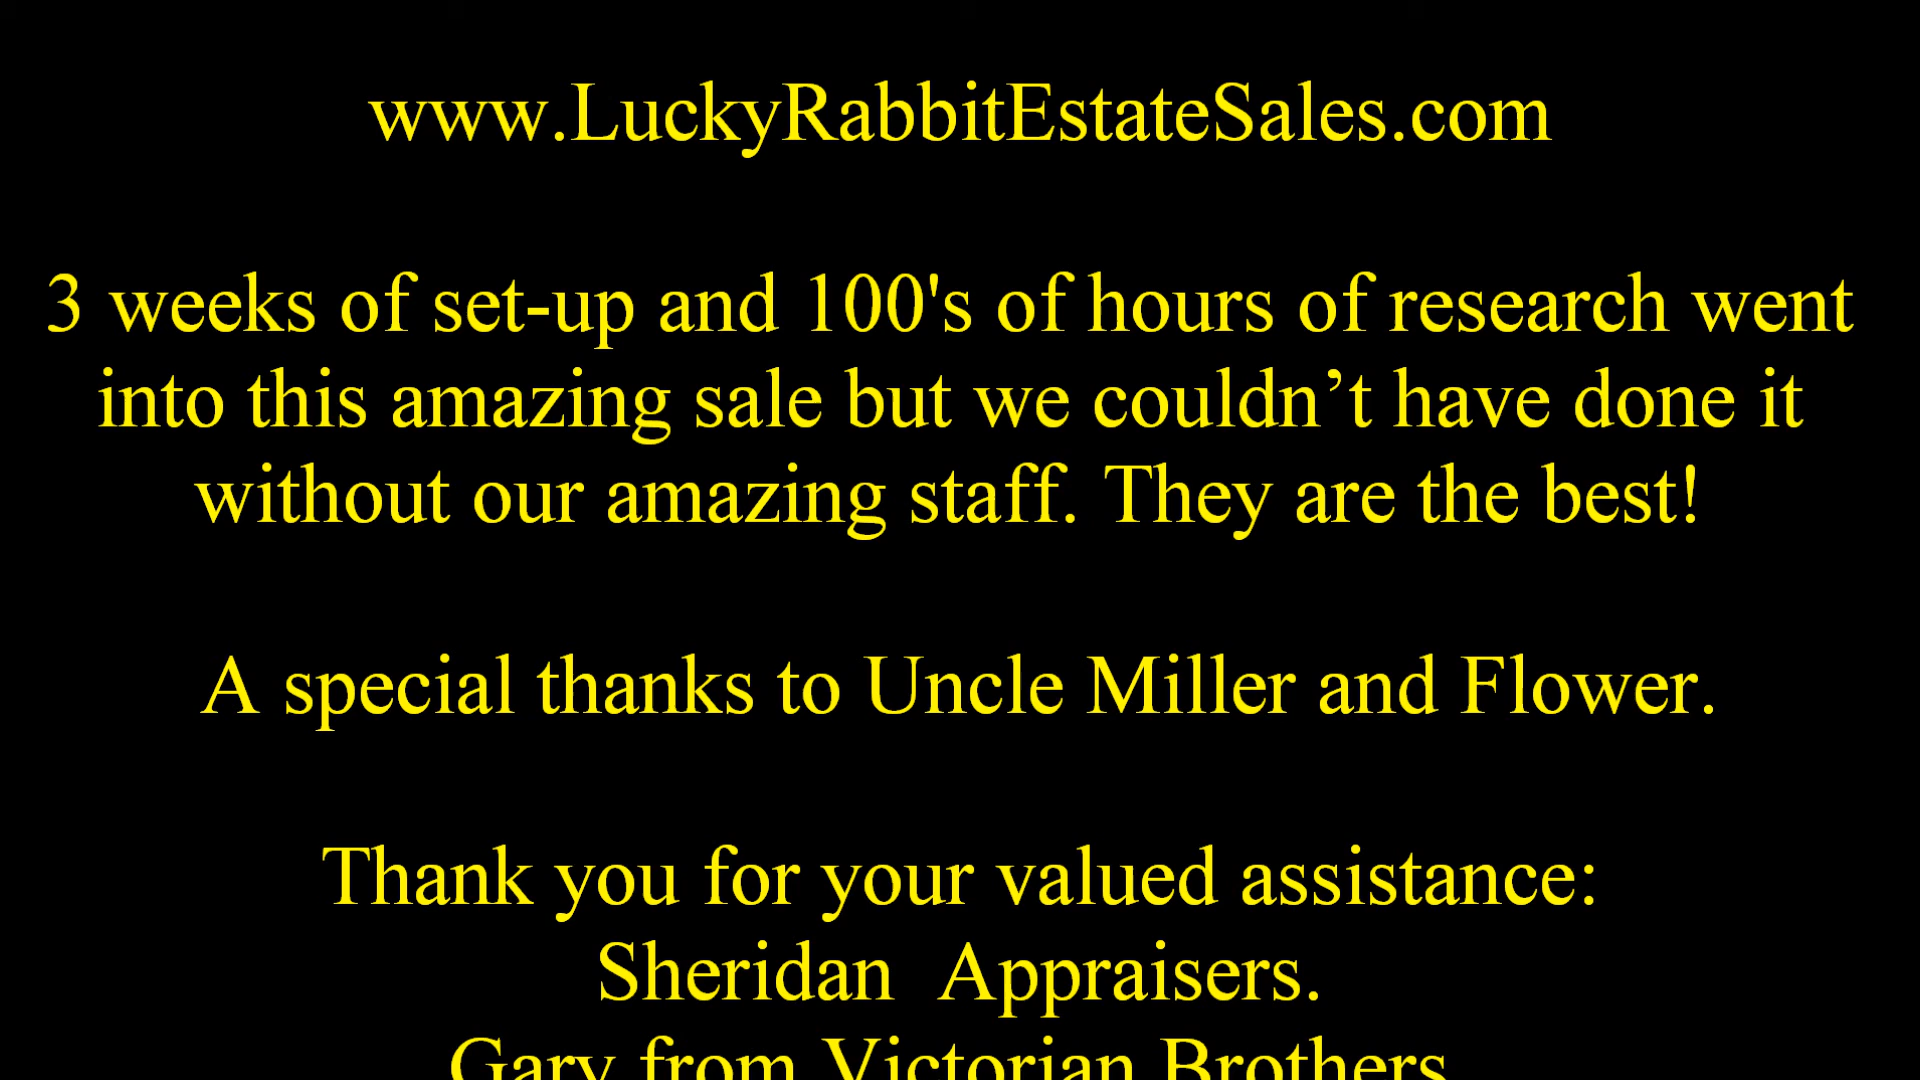 www.LuckyRabbitEstateSales.com
3 weeks of set-up and 100's of hours of research went
into this amazing sale but we couldn’t have done it
without our amazing staff. They are the best!
A special thanks to Uncle Miller and Flower.
Thank you for your valued assistance:
Sheridan  Appraisers.
Gary from Victorian Brothers